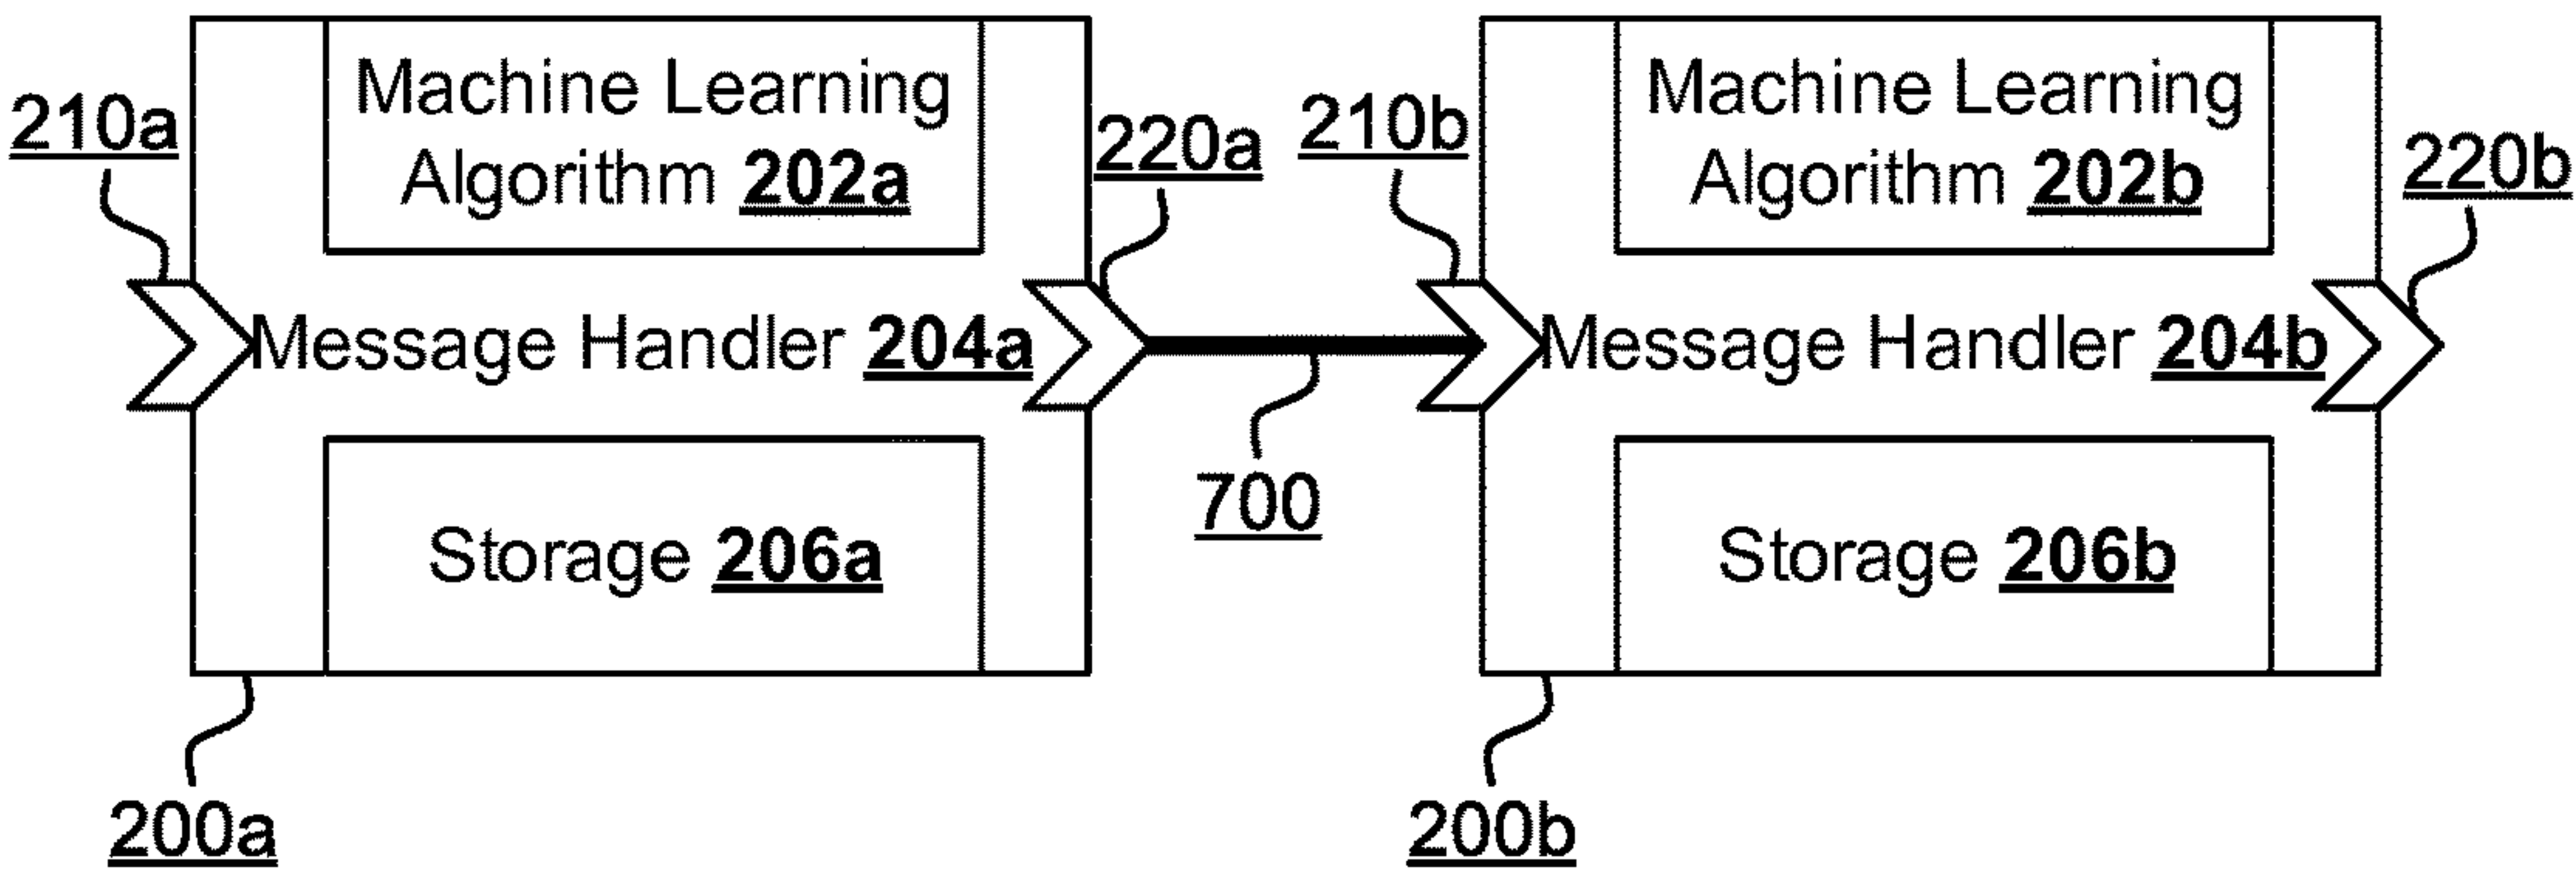 210a
Machine Learning
Algorithm 202a
220a
Message Handler 204a
Storage 206a
200a
700
210b
Machine Learning
Algorithm 202b
220b
Message Handler 204b
Storage 206b
200b